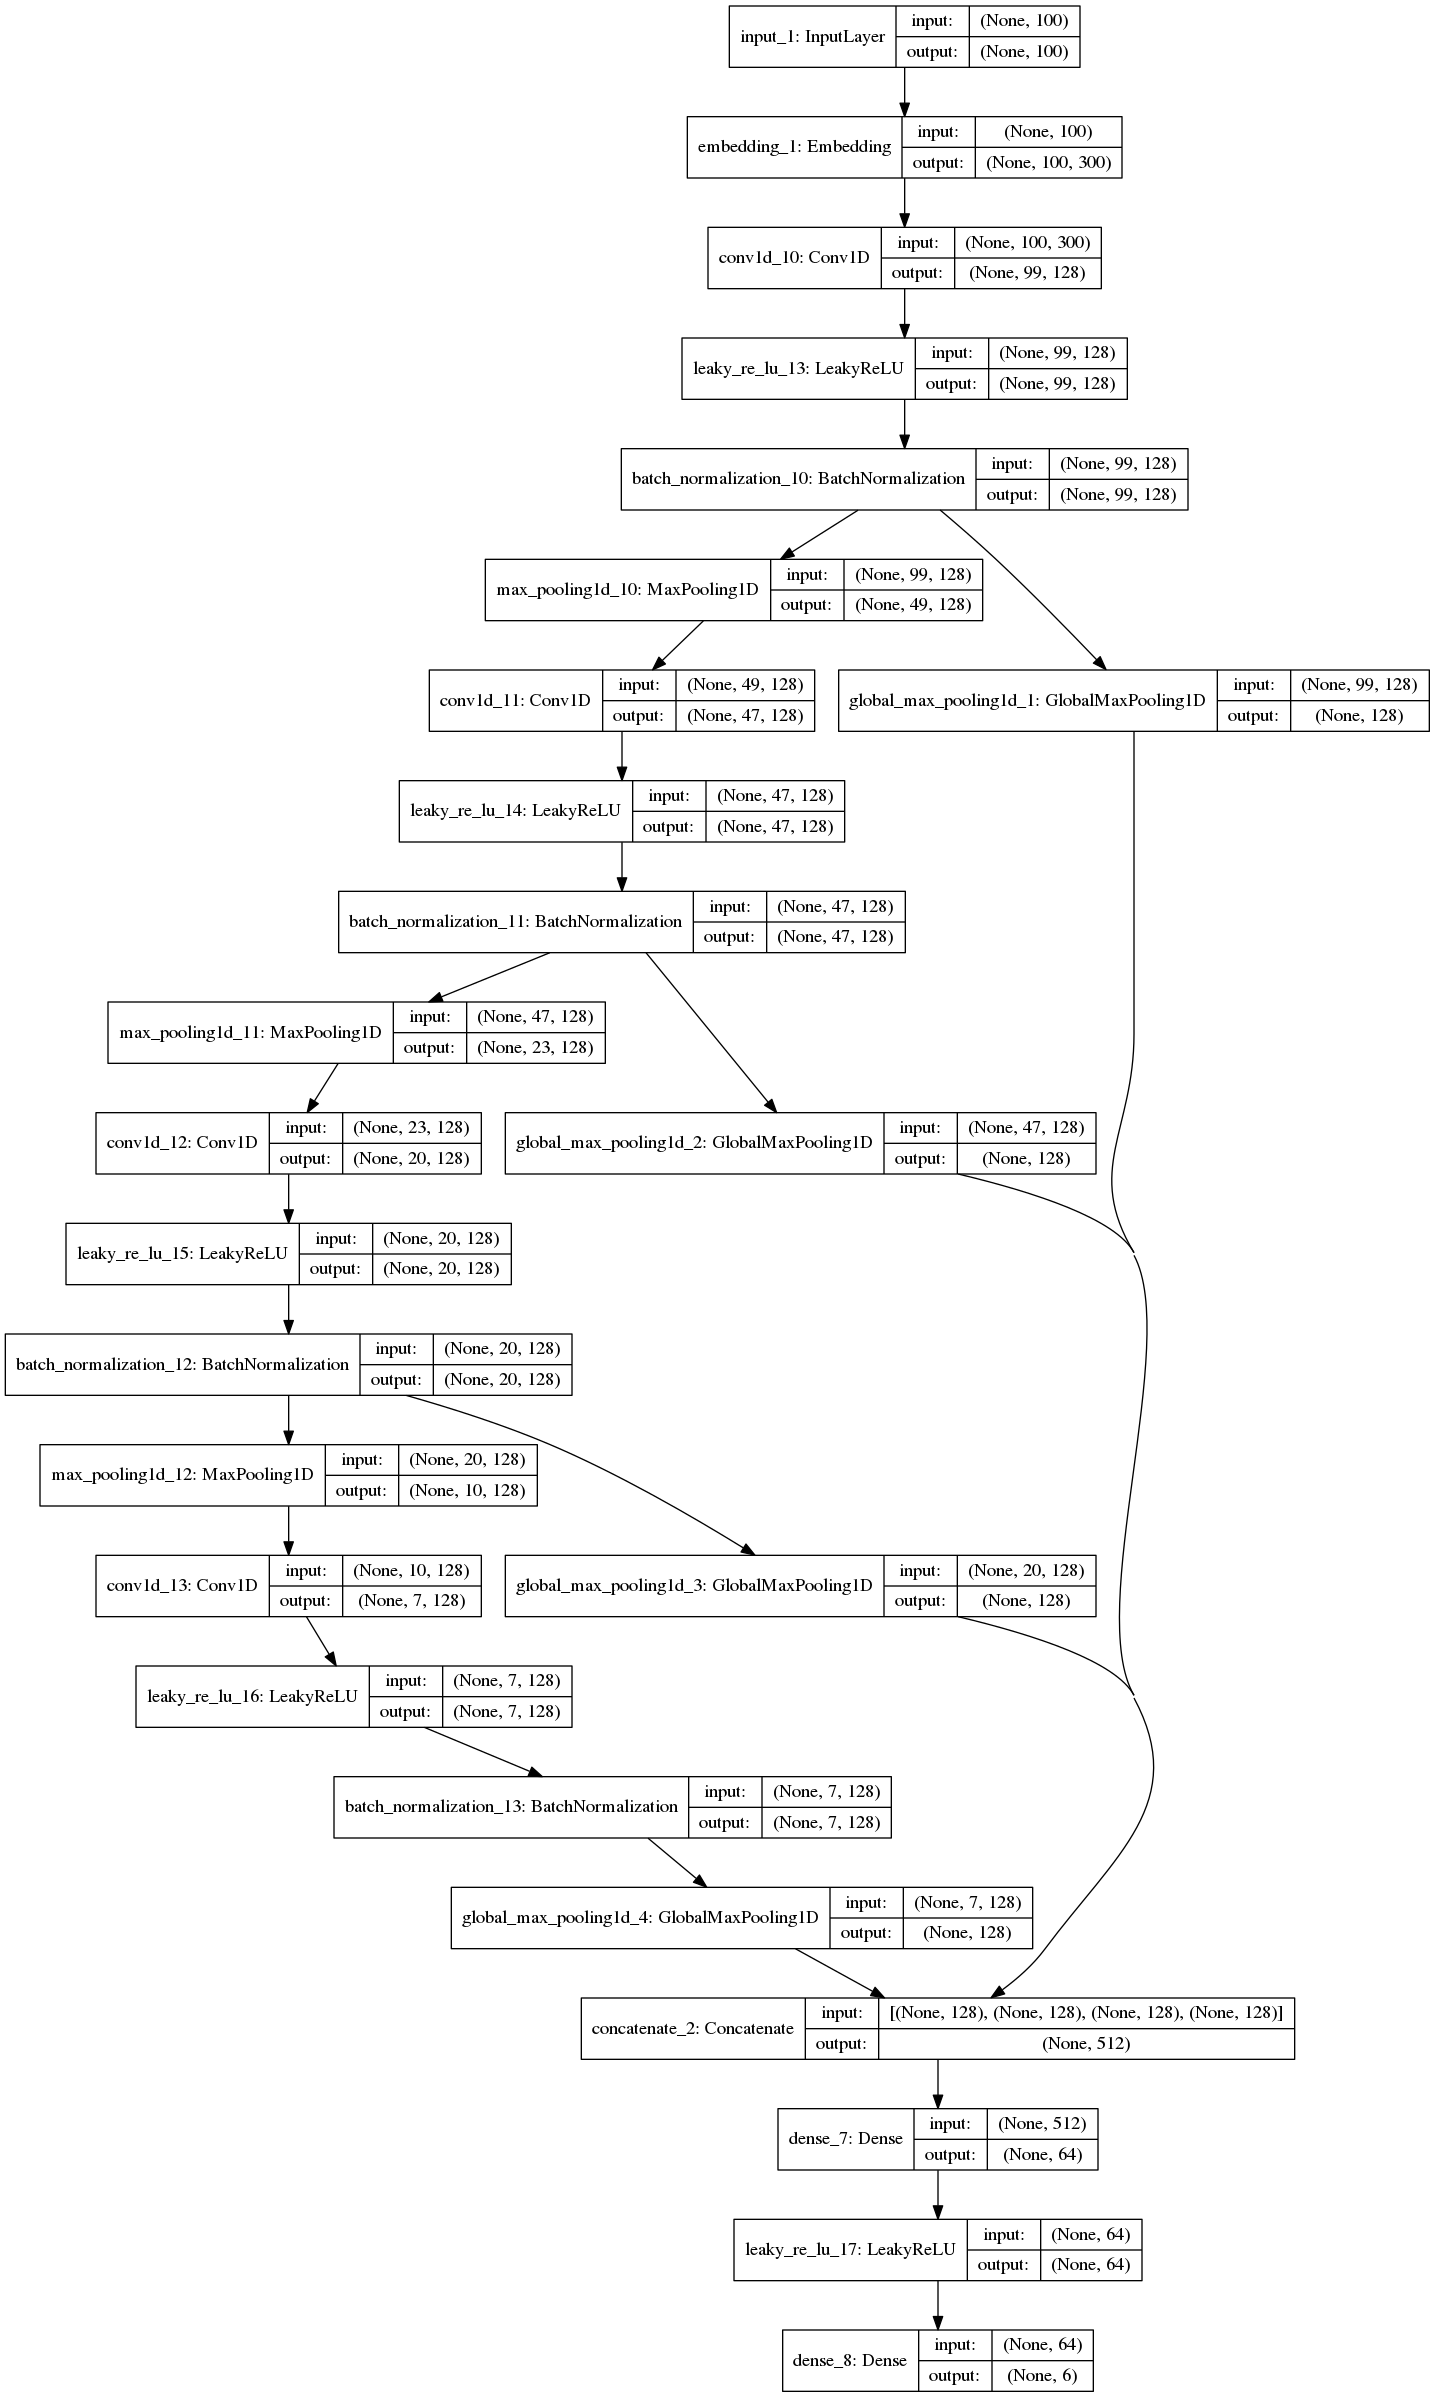 input_1: InputLayer
input:
(None, 100)
output:
(None, 100)
embedding_1: Embedding
input:
(None, 100)
output:
(None, 100, 300)
conv1d_10: Conv1D
input:
(None, 100, 300)
output:
(None, 99, 128)
leaky_re_lu_13: LeakyReLU
input:
(None, 99, 128)
output:
(None, 99, 128)
batch_normalization_10: BatchNormalization
input:
(None, 99, 128)
output:
(None, 99, 128)
max_pooling1d_10: MaxPooling1D
input:
(None, 99, 128)
output:
(None, 49, 128)
conv1d_11: Conv1D
input:
(None, 49, 128)
output:
(None, 47, 128)
global_max_pooling1d_1: GlobalMaxPooling1D
input:
(None, 99, 128)
output:
(None, 128)
leaky_re_lu_14: LeakyReLU
input:
(None, 47, 128)
output:
(None, 47, 128)
batch_normalization_11: BatchNormalization
input:
(None, 47, 128)
output:
(None, 47, 128)
max_pooling1d_11: MaxPooling1D
input:
(None, 47, 128)
output:
(None, 23, 128)
conv1d_12: Conv1D
input:
(None, 23, 128)
output:
(None, 20, 128)
global_max_pooling1d_2: GlobalMaxPooling1D
input:
(None, 47, 128)
output:
(None, 128)
leaky_re_lu_15: LeakyReLU
input:
(None, 20, 128)
output:
(None, 20, 128)
batch_normalization_12: BatchNormalization
input:
(None, 20, 128)
output:
(None, 20, 128)
max_pooling1d_12: MaxPooling1D
input:
(None, 20, 128)
output:
(None, 10, 128)
conv1d_13: Conv1D
input:
(None, 10, 128)
output:
(None, 7, 128)
global_max_pooling1d_3: GlobalMaxPooling1D
input:
(None, 20, 128)
output:
(None, 128)
leaky_re_lu_16: LeakyReLU
input:
(None, 7, 128)
output:
(None, 7, 128)
batch_normalization_13: BatchNormalization
input:
(None, 7, 128)
output:
(None, 7, 128)
global_max_pooling1d_4: GlobalMaxPooling1D
input:
(None, 7, 128)
output:
(None, 128)
concatenate_2: Concatenate
input:
[(None, 128), (None, 128), (None, 128), (None, 128)]
output:
(None, 512)
dense_7: Dense
input:
(None, 512)
output:
(None, 64)
leaky_re_lu_17: LeakyReLU
input:
(None, 64)
output:
(None, 64)
dense_8: Dense
input:
(None, 64)
output:
(None, 6)